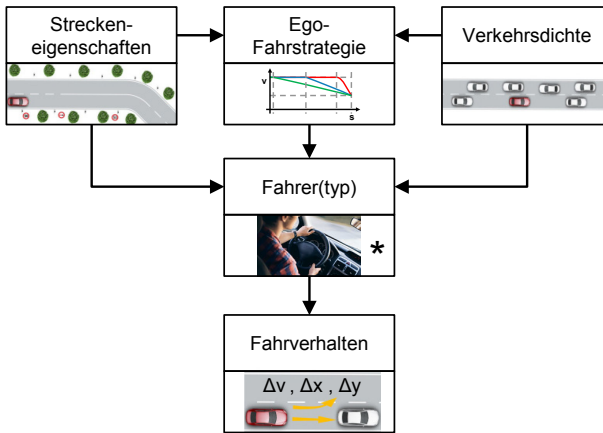 Strecken-
eigenschaften
Ego-
Fahrstrategie
Verkehrsdichte
v
s
Fahrer(typ)
*
Fahrverhalten
Δv , Δx , Δy